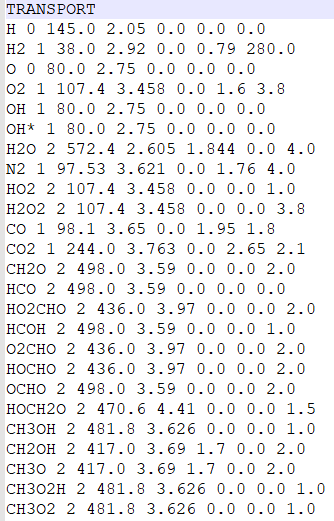 TRANSPORT
H 0 145.0 2.05 0.0 0.0 0.0
H2 1 38.0 2.92 0.0 0.79 280.0
O 0 80.0 2.75 0.0 0.0 0.0
O2 1 107.4 3.458 0.0 1.6 3.8
OH 1 80.0 2.75 0.0 0.0 0.0
OH* 1 80.0 2.75 0.0 0.0 0.0
H2O 2 572.4 2.605 1.844 0.0 4.0
N2 1 97.53 3.621 0.0 1.76 4.0
HO2 2 107.4 3.458 0.0 0.0 1.0
H2O2 2 107.4 3.458 0.0 0.0 3.8
CO 1 98.1 3.65 0.0 1.95 1.8
CO2 1 244.0 3.763 0.0 2.65 2.1
CH2O 2 498.0 3.59 0.0 0.0 2.0
HCO 2 498.0 3.59 0.0 0.0 0.0
HO2CHO 2 436.0 3.97 0.0 0.0 2.0
HCOH 2 498.0 3.59 0.0 0.0 1.0
O2CHO 2 436.0 3.97 0.0 0.0 2.0
HOCHO 2 436.0 3.97 0.0 0.0 2.0
OCHO 2 498.0 3.59 0.0 0.0 2.0
HOCH2O 2 470.6 4.41 0.0 0.0 1.5
CH3OH 2 481.8 3.626 0.0 0.0 1.0
CH2OH 2 417.0 3.69 1.7 0.0 2.0
CH3O 2 417.0 3.69 1.7 0.0 2.0
CH3O2H 2 481.8 3.626 0.0 0.0 1.0
CH3O2 2 481.8 3.626 0.0 0.0 1.0